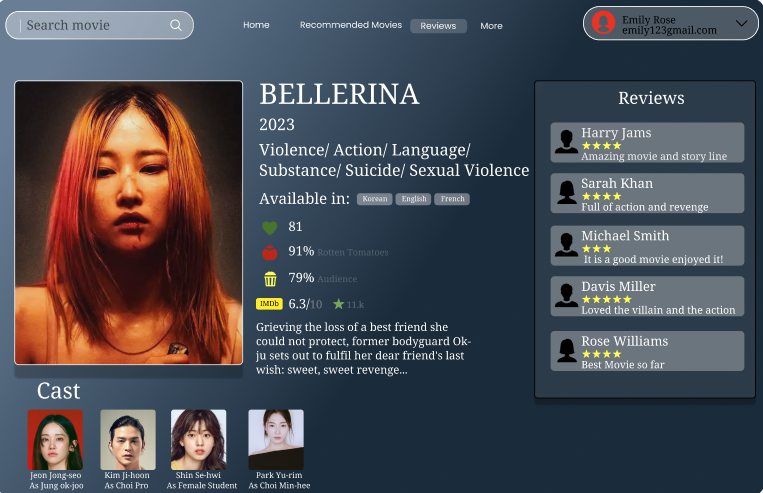 Search movie
Home
Recommended Movies
Reviews
More
Emily Rose
emily123gmail.com
BELLERINA
2023
Violence/ Action/ Language/
Substance/ Suicide/ Sexual Violence
Available in: Korean English French
81
91% Rotten Tomatoes
79% Audience
IMDb 6.3/10 11.k
Grieving the loss of a best friend she
could not protect, former bodyguard Ok-
ju sets out to fulfil her dear friend's last
wish: sweet, sweet revenge...
Reviews
Harry Jams
Amazing movie and story line
Sarah Khan
Full of action and revenge
Michael Smith
It is a good movie enjoyed it!
Davis Miller
Loved the villain and the action
Rose Williams
Best Movie so far
Cast
Jeon Jong-seo
As Jung ok-joo
Kim Ji-hoon
As Choi Pro
Shin Se-hwi
As Female Student
Park Yu-rim
As Choi Min-hee